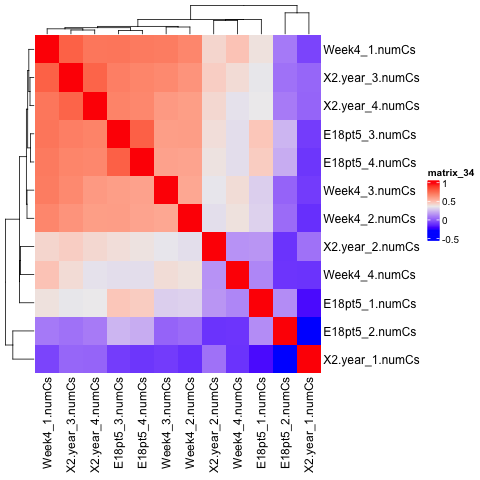 Week4_1.numCs
X2.year_3.numCs
X2.year_4.numCs
E18pt5_3.numCs
E18pt5_4.numCs
Week4_3.numCs
Week4_2.numCs
X2.year_2.numCs
Week4_4.numCs
E18pt5_1.numCs
E18pt5_2.numCs
X2.year_1.numCs
matrix_34
1
0.5
0
-0.5
Week4_1.numCs
X2.year_3.numCs
X2.year_4.numCs
E18pt5_3.numCs
E18pt5_4.numCs
Week4_3.numCs
Week4_2.numCs
X2.year_2.numCs
Week4_4.numCs
E18pt5_1.numCs
E18pt5_2.numCs
X2.year_1.numCs